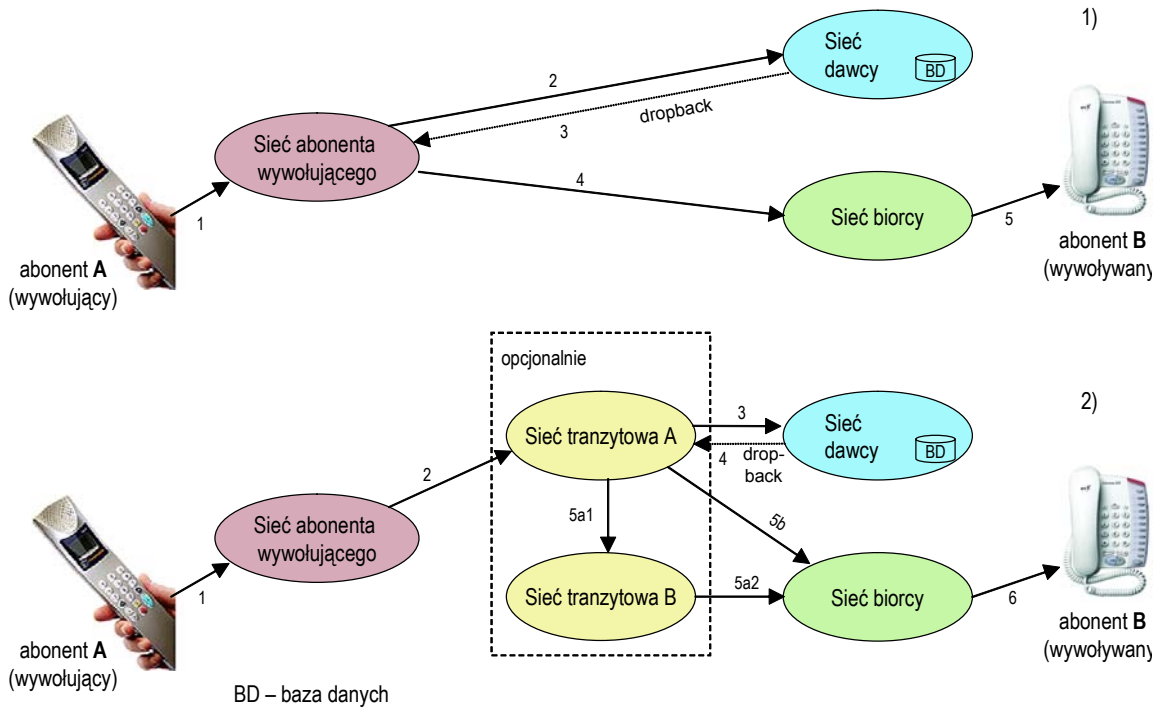 1)
Sieć
dawcy
BD
2
dropback
3
Sieć abonenta
wywołującego
4
1
Sieć biorcy
5
abonent A
(wywołujący)
abonent B
(wywoływany
opcjonalnie
2)
Sieć tranzytowa A
3
Sieć
dawcy
BD
4
drop-
back
2
Sieć abonenta
wywołującego
5a1
5b
1
Sieć tranzytowa B
5a2
Sieć biorcy
6
abonent A
(wywołujący)
abonent B
(wywoływany
BD – baza danych